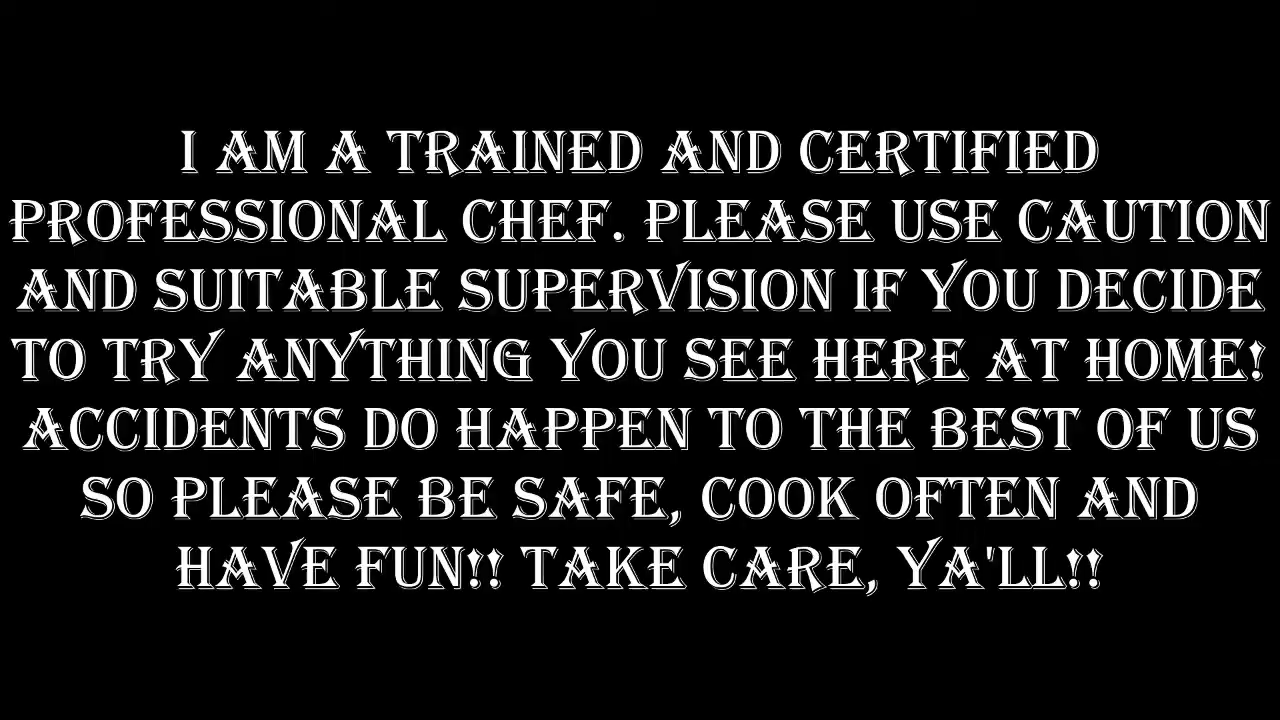 I AM A TRAINED AND CERTIFIED
PROFESSIONAL CHEF. PLEASE USE CAUTION
AND SUITABLE SUPERVISION IF YOU DECIDE
TO TRY ANYTHING YOU SEE HERE AT HOME!
ACCIDENTS DO HAPPEN TO THE BEST OF US
SO PLEASE BE SAFE, COOK OFTEN AND
HAVE FUN!! TAKE CARE, YA'LL!!